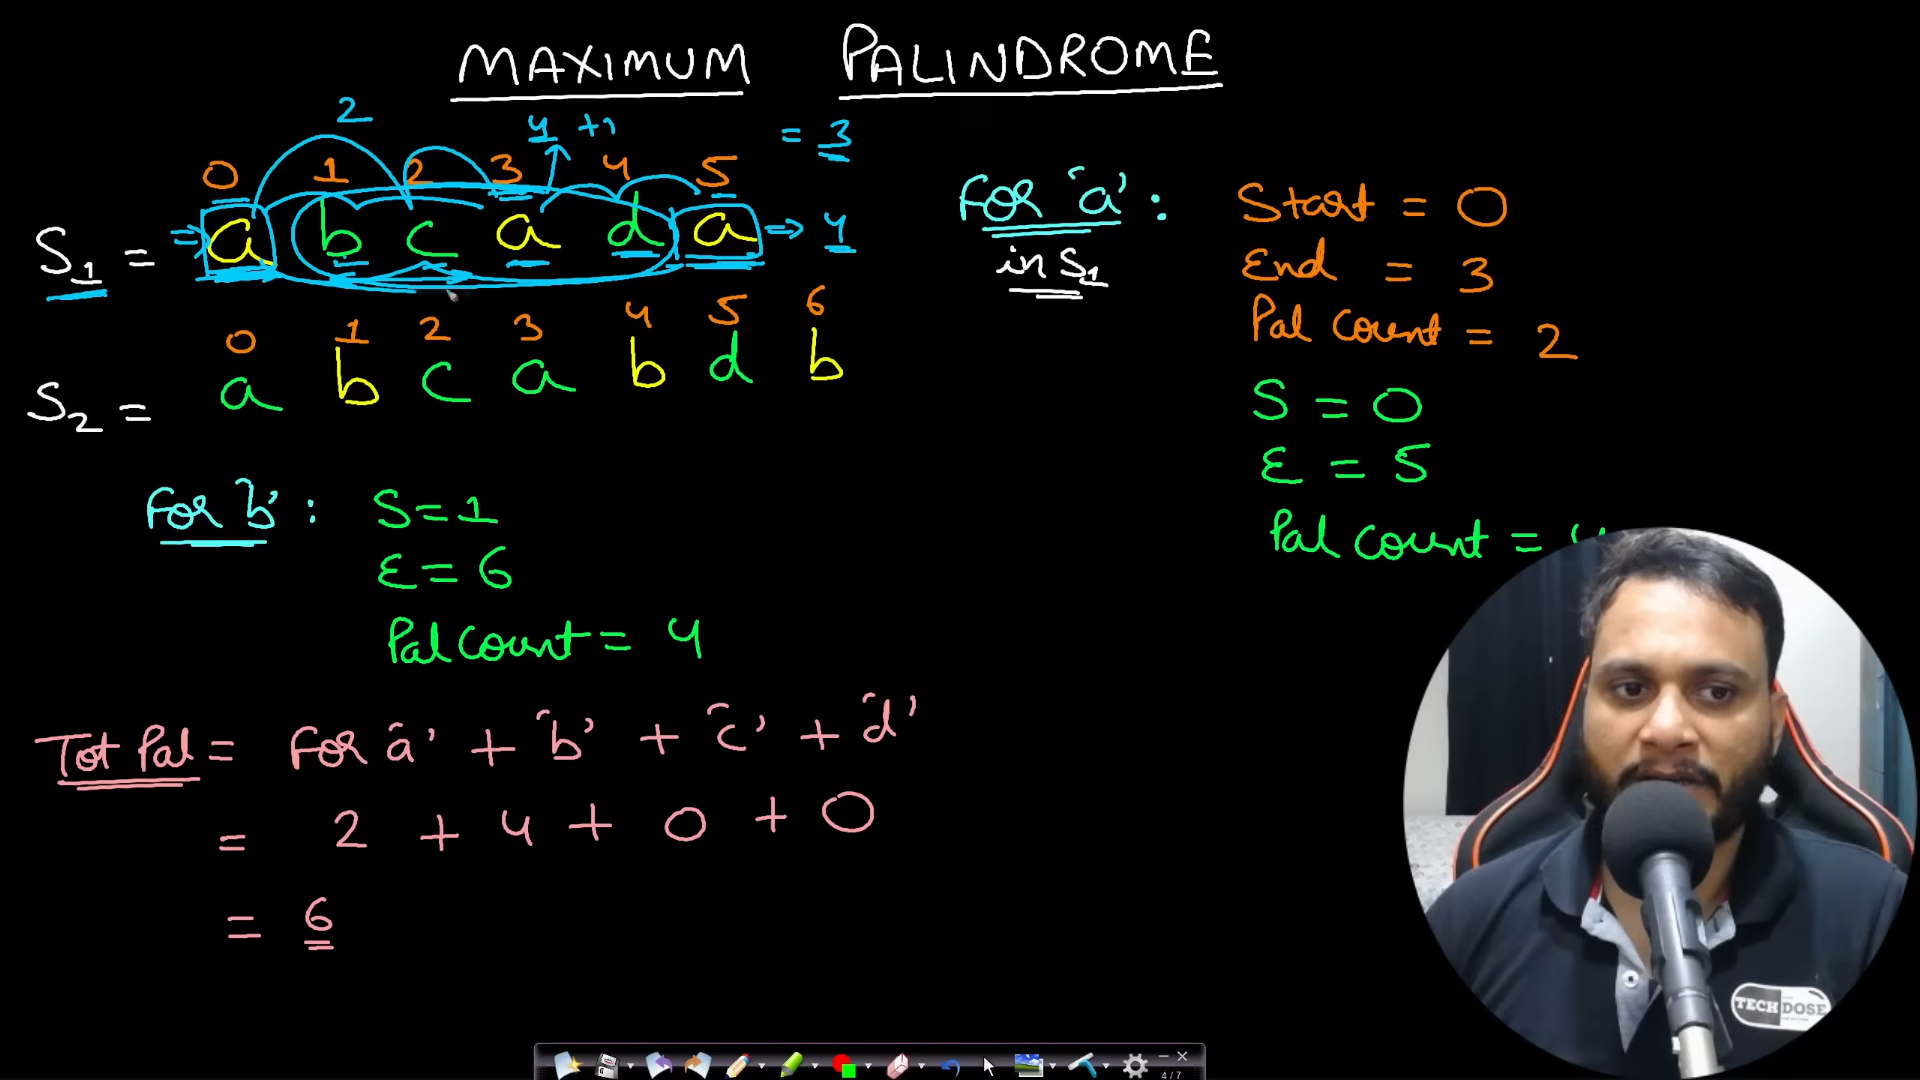 MAXIMUM PALINDROME
2
4 +1 = 3
0 1 2 3 4 5
S1 = => a b c a d a => 4
0 1 2 3 4 5 6
S2 = a b c a b d b
For 'a' :
in S1
Start = 0
End = 3
Pal Count = 2
S = 0
E = 5
Pal Count =
For 'b' : S = 1
E = 6
Pal Count = 4
Tot Pal = For 'a' + 'b' + 'c' + 'd'
= 2 + 4 + 0 + 0
= 6
TECH DOSE
4/7